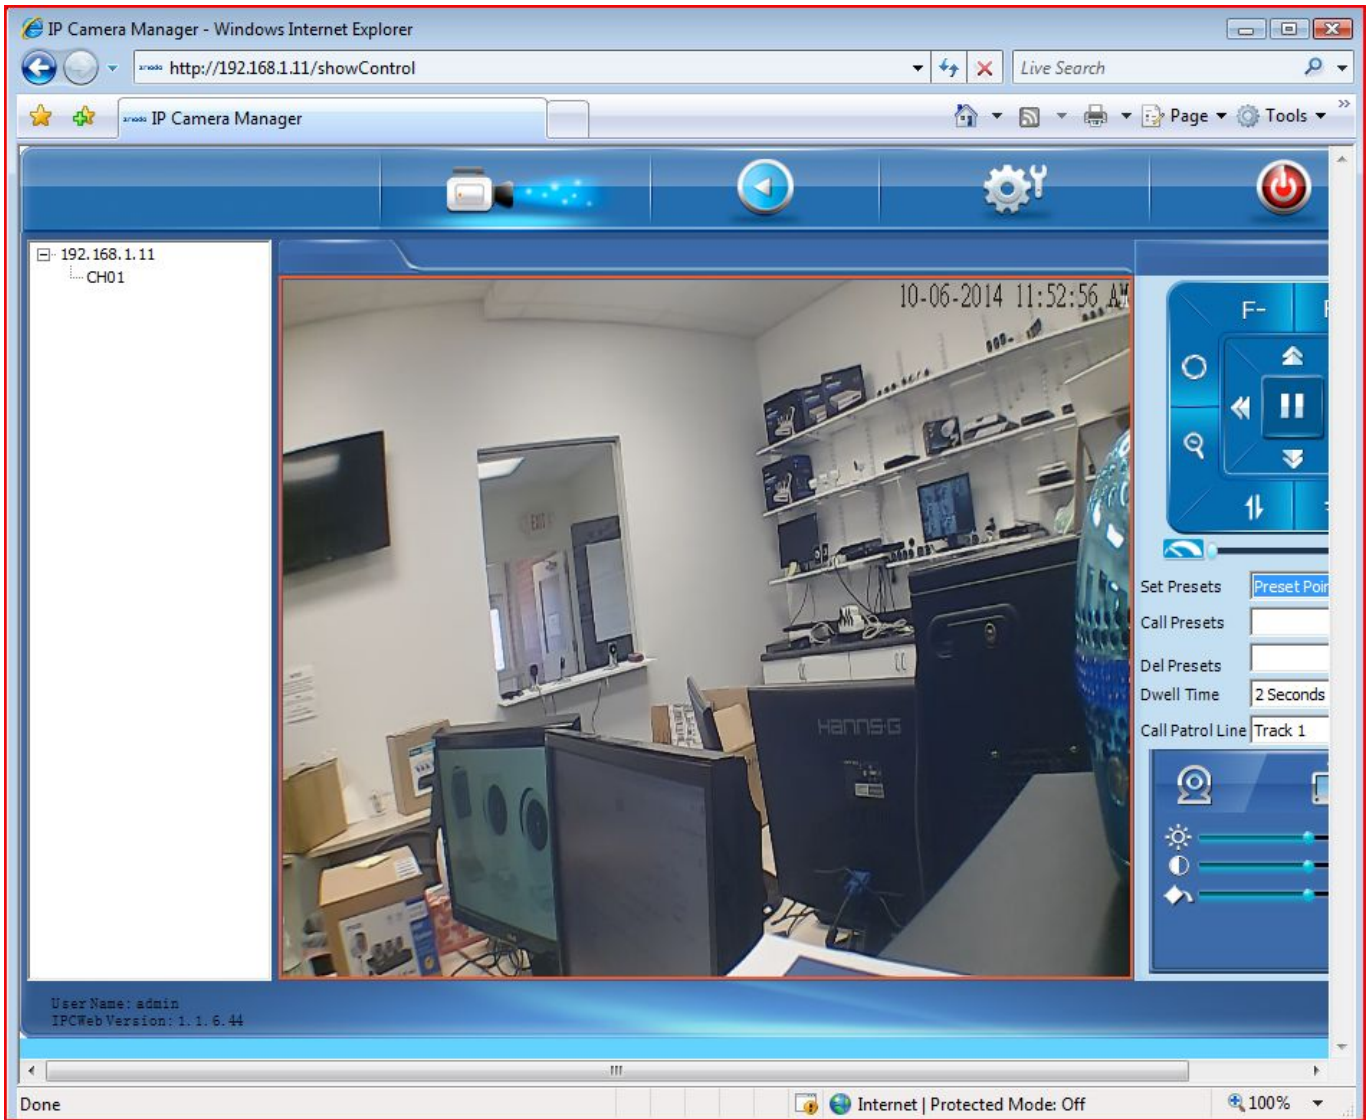 IP Camera Manager - Windows Internet Explorer
http://192.168.1.11/showControl
Live Search
IP Camera Manager
Page
Tools
192.168.1.11
CH01
10-06-2014 11:52:56 AM
EXIT
HANNS-G
F-
Set Presets
Preset Poin
Call Presets
Del Presets
Dwell Time
2 Seconds
Call Patrol Line
Track 1
User Name: admin
IPCWeb Version: 1.1.6.44
Done
Internet | Protected Mode: Off
100%